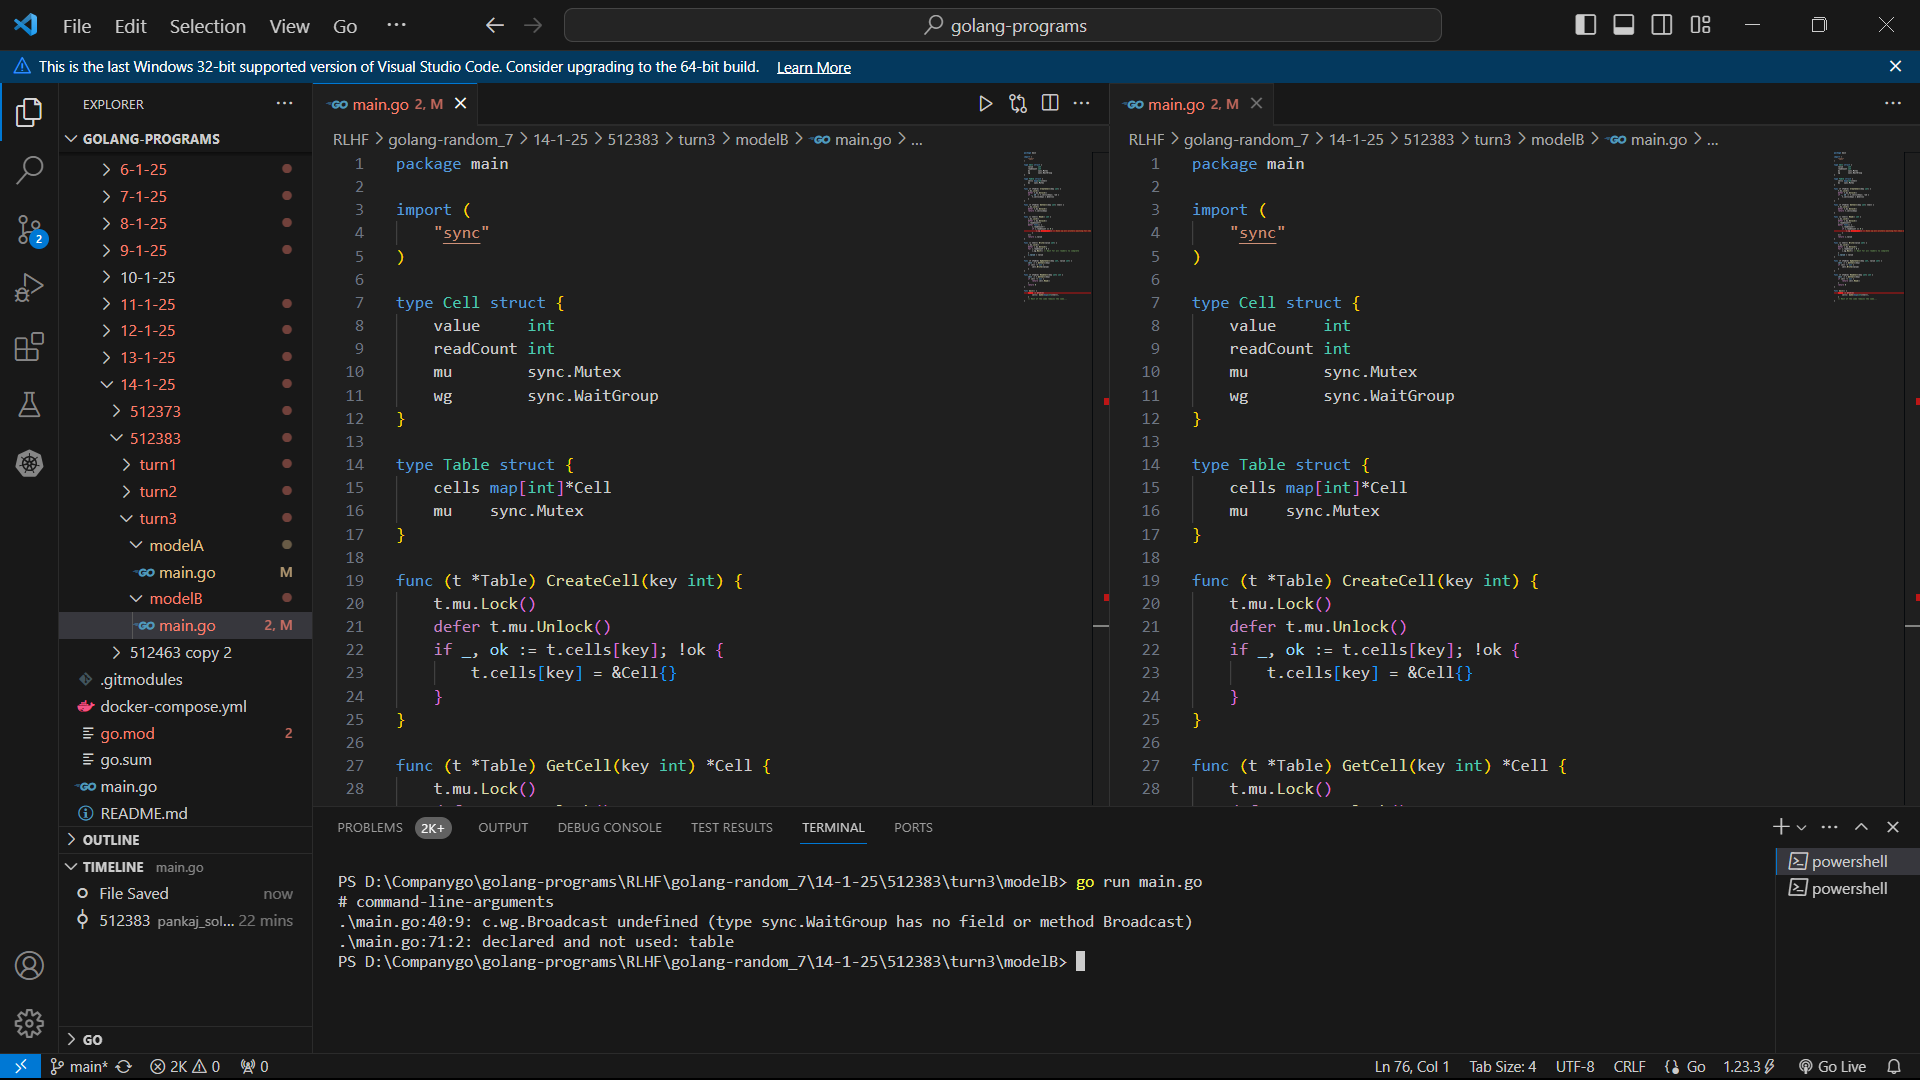 File Edit Selection View Go ···
golang-programs
This is the last Windows 32-bit supported version of Visual Studio Code. Consider upgrading to the 64-bit build. Learn More
EXPLORER
GOLANG-PROGRAMS
6-1-25
7-1-25
8-1-25
9-1-25
10-1-25
11-1-25
12-1-25
13-1-25
14-1-25
512373
512383
turn1
turn2
turn3
modelA
main.go M
modelB
main.go 2, M
512463 copy 2
.gitmodules
docker-compose.yml
go.mod 2
go.sum
main.go
README.md
OUTLINE
TIMELINE main.go
File Saved now
512383 pankaj_sol... 22 mins
GO
2
main.go 2, M
RLHF > golang-random_7 > 14-1-25 > 512383 > turn3 > modelB > main.go > ...
1 package main
2
3 import (
4 "sync"
5 )
6
7 type Cell struct {
8 value int
9 readCount int
10 mu sync.Mutex
11 wg sync.WaitGroup
12 }
13
14 type Table struct {
15 cells map[int]*Cell
16 mu sync.Mutex
17 }
18
19 func (t *Table) CreateCell(key int) {
20 t.mu.Lock()
21 defer t.mu.Unlock()
22 if _, ok := t.cells[key]; !ok {
23 t.cells[key] = &Cell{}
24 }
25 }
26
27 func (t *Table) GetCell(key int) *Cell {
28 t.mu.Lock()
main.go 2, M
RLHF > golang-random_7 > 14-1-25 > 512383 > turn3 > modelB > main.go > ...
1 package main
2
3 import (
4 "sync"
5 )
6
7 type Cell struct {
8 value int
9 readCount int
10 mu sync.Mutex
11 wg sync.WaitGroup
12 }
13
14 type Table struct {
15 cells map[int]*Cell
16 mu sync.Mutex
17 }
18
19 func (t *Table) CreateCell(key int) {
20 t.mu.Lock()
21 defer t.mu.Unlock()
22 if _, ok := t.cells[key]; !ok {
23 t.cells[key] = &Cell{}
24 }
25 }
26
27 func (t *Table) GetCell(key int) *Cell {
28 t.mu.Lock()
PROBLEMS 2K+ OUTPUT DEBUG CONSOLE TEST RESULTS TERMINAL PORTS
PS D:\Companygo\golang-programs\RLHF\golang-random_7\14-1-25\512383\turn3\modelB> go run main.go
# command-line-arguments
.\main.go:40:9: c.wg.Broadcast undefined (type sync.WaitGroup has no field or method Broadcast)
.\main.go:71:2: declared and not used: table
PS D:\Companygo\golang-programs\RLHF\golang-random_7\14-1-25\512383\turn3\modelB>
powershell
powershell
main* 2K 0 0 Ln 76, Col 1 Tab Size: 4 UTF-8 CRLF Go 1.23.3 Go Live